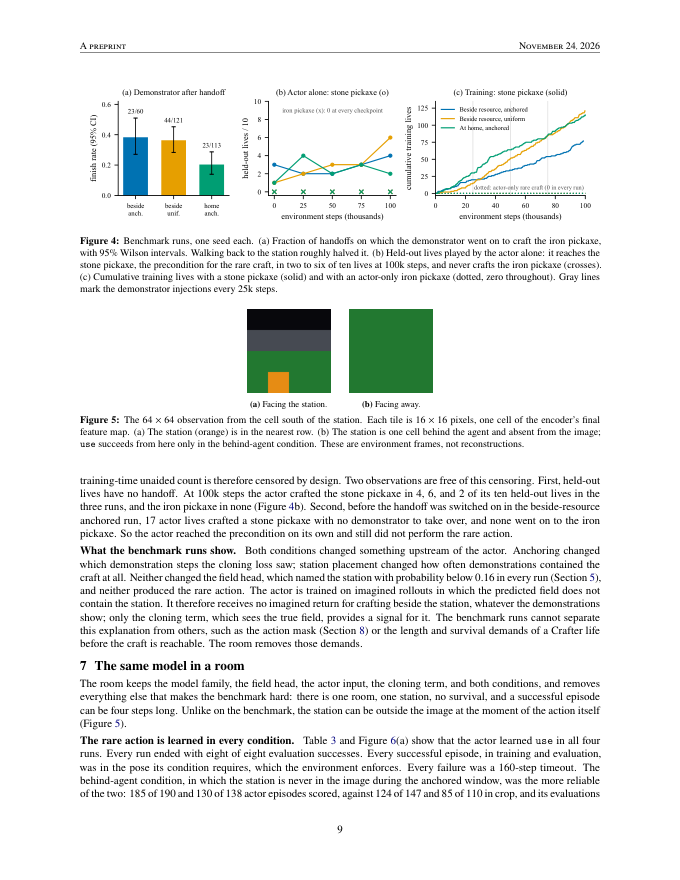 A PREPRINT
NOVEMBER 24, 2026
(a) Demonstrator after handoff
finish rate (95% CI)
0.6
0.4
0.2
0.0
23/60
44/121
23/113
beside
anch.
beside
unif.
home
anch.
(b) Actor alone: stone pickaxe (o)
iron pickaxe (x): 0 at every checkpoint
held-out lives / 10
10
8
6
4
2
0
0 25 50 75 100
environment steps (thousands)
(c) Training: stone pickaxe (solid)
cumulative training lives
125
100
75
50
25
0
Beside resource, anchored
Beside resource, uniform
At home, anchored
dotted: actor-only rare craft (0 in every run)
0 20 40 60 80 100
environment steps (thousands)
Figure 4: Benchmark runs, one seed each. (a) Fraction of handoffs on which the demonstrator went on to craft the iron pickaxe,
with 95% Wilson intervals. Walking back to the station roughly halved it. (b) Held-out lives played by the actor alone: it reaches the
stone pickaxe, the precondition for the rare craft, in two to six of ten lives at 100k steps, and never crafts the iron pickaxe (crosses).
(c) Cumulative training lives with a stone pickaxe (solid) and with an actor-only iron pickaxe (dotted, zero throughout). Gray lines
mark the demonstrator injections every 25k steps.
(a) Facing the station.
(b) Facing away.
Figure 5: The 64 × 64 observation from the cell south of the station. Each tile is 16 × 16 pixels, one cell of the encoder's final
feature map. (a) The station (orange) is in the nearest row. (b) The station is one cell behind the agent and absent from the image;
use succeeds from here only in the behind-agent condition. These are environment frames, not reconstructions.
training-time unaided count is therefore censored by design. Two observations are free of this censoring. First, held-out
lives have no handoff. At 100k steps the actor crafted the stone pickaxe in 4, 6, and 2 of its ten held-out lives in the
three runs, and the iron pickaxe in none (Figure 4b). Second, before the handoff was switched on in the beside-resource
anchored run, 17 actor lives crafted a stone pickaxe with no demonstrator to take over, and none went on to the iron
pickaxe. So the actor reached the precondition on its own and still did not perform the rare action.
What the benchmark runs show. Both conditions changed something upstream of the actor. Anchoring changed
which demonstration steps the cloning loss saw; station placement changed how often demonstrations contained the
craft at all. Neither changed the field head, which named the station with probability below 0.16 in every run (Section 5),
and neither produced the rare action. The actor is trained on imagined rollouts in which the predicted field does not
contain the station. It therefore receives no imagined return for crafting beside the station, whatever the demonstrations
show; only the cloning term, which sees the true field, provides a signal for it. The benchmark runs cannot separate
this explanation from others, such as the action mask (Section 8) or the length and survival demands of a Crafter life
before the craft is reachable. The room removes those demands.
7 The same model in a room
The room keeps the model family, the field head, the actor input, the cloning term, and both conditions, and removes
everything else that makes the benchmark hard: there is one room, one station, no survival, and a successful episode
can be four steps long. Unlike on the benchmark, the station can be outside the image at the moment of the action itself
(Figure 5).
The rare action is learned in every condition. Table 3 and Figure 6(a) show that the actor learned use in all four
runs. Every run ended with eight of eight evaluation successes. Every successful episode, in training and evaluation,
was in the pose its condition requires, which the environment enforces. Every failure was a 160-step timeout. The
behind-agent condition, in which the station is never in the image during the anchored window, was the more reliable
of the two: 185 of 190 and 130 of 138 actor episodes scored, against 124 of 147 and 85 of 110 in crop, and its evaluations
9